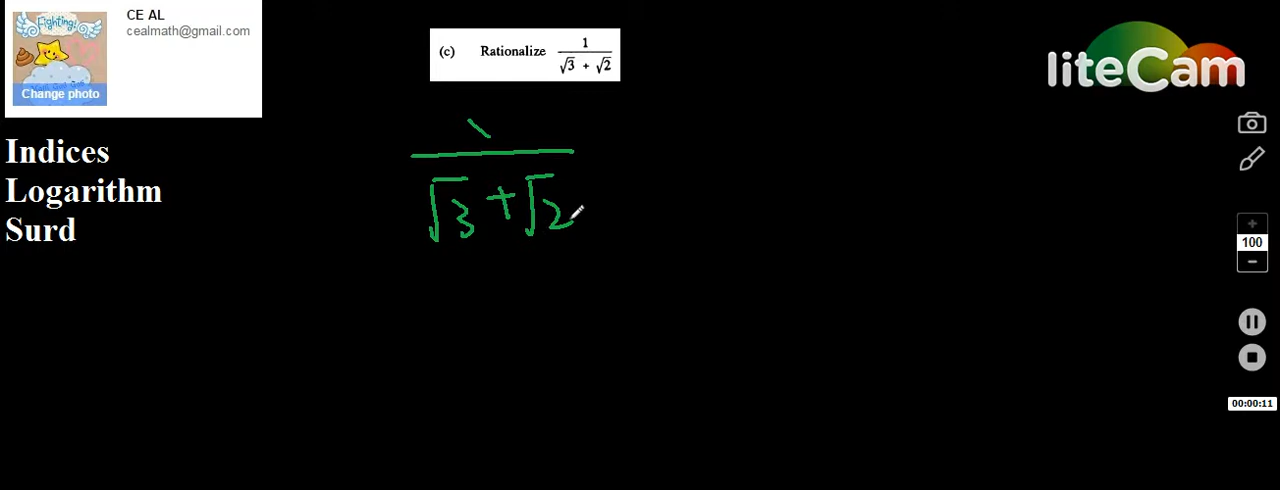 Fighting!
Change photo
CE AL
cealmath@gmail.com
(c) Rationalize 1
√3 + √2
liteCam
Indices
Logarithm
Surd
√3 + √2
+
100
−
00:00:11